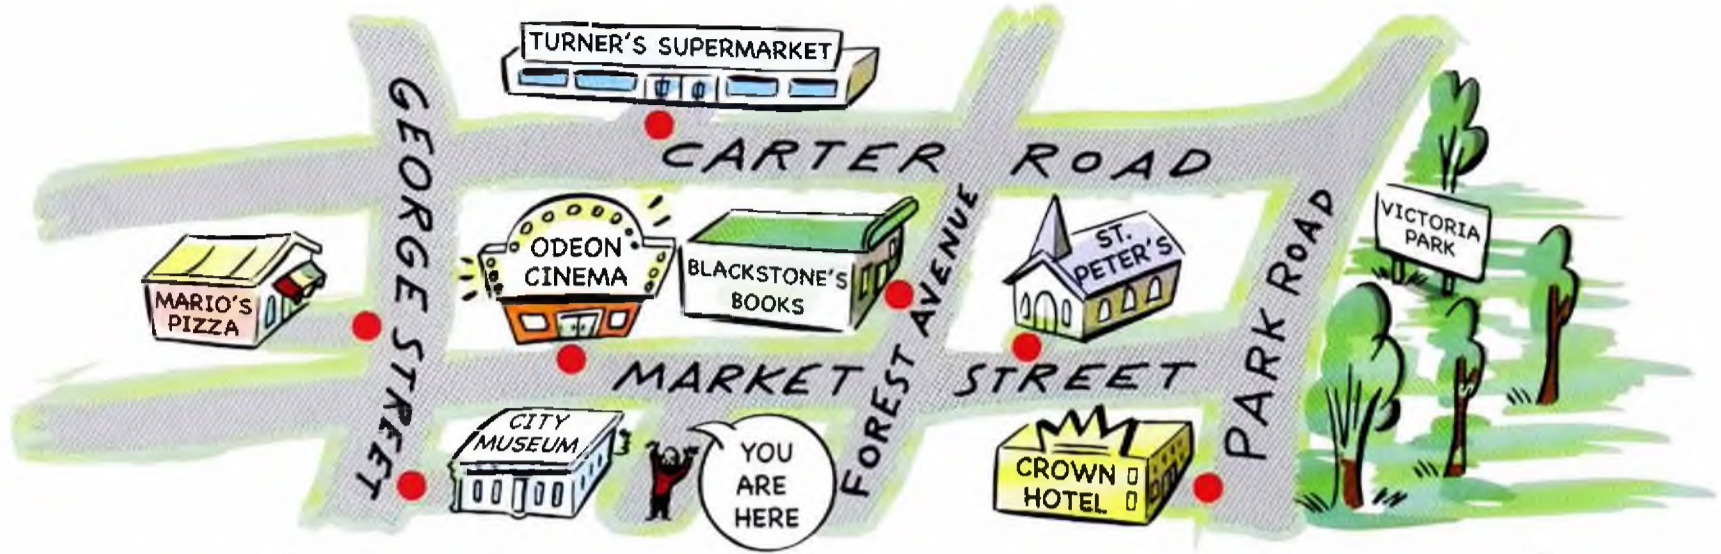 TURNER'S SUPERMARKET
GEORGE STREET
CARTER ROAD
VICTORIA
PARK
ODEON
CINEMA
BLACKSTONE'S
BOOKS
FOREST AVENUE
ST.
PETER'S
PARK ROAD
MARIO'S
PIZZA
MARKET STREET
CITY
MUSEUM
YOU
ARE
HERE
CROWN
HOTEL